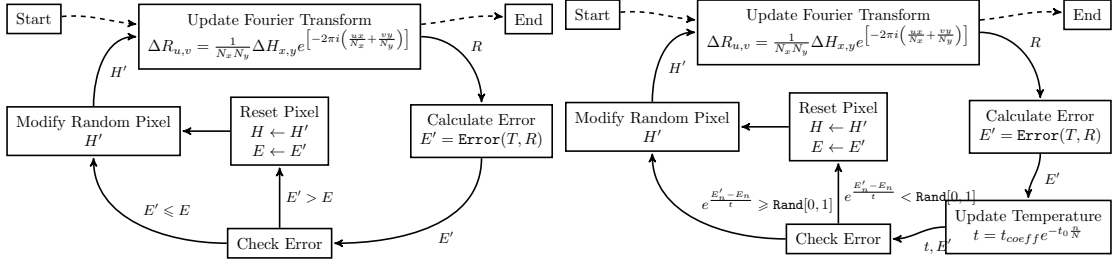 Start
Update Fourier Transform
End
ΔR_{u,v} = \frac{1}{N_x N_y} ΔH_{x,y} e^{[-2πi(\frac{ux}{N_x} + \frac{vy}{N_y})]}
R
H′
Modify Random Pixel
H′
Reset Pixel
H ← H′
E ← E′
Calculate Error
E′ = Error(T, R)
E′ ⩽ E
E′ > E
E′
Check Error
Start
Update Fourier Transform
End
ΔR_{u,v} = \frac{1}{N_x N_y} ΔH_{x,y} e^{[-2πi(\frac{ux}{N_x} + \frac{vy}{N_y})]}
R
H′
Modify Random Pixel
H′
Reset Pixel
H ← H′
E ← E′
Calculate Error
E′ = Error(T, R)
E′
e^{\frac{E′_n − E_n}{t}} ⩾ Rand[0, 1]
e^{\frac{E′_n − E_n}{t}} < Rand[0, 1]
Update Temperature
t = t_{coeff} e^{−t_0 \frac{n}{N}}
t, E′
Check Error